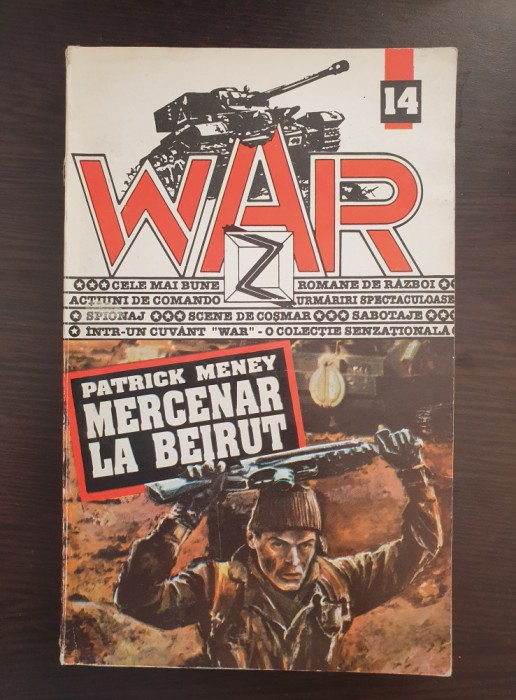 14
WAR
Z
✪✪✪ CELE MAI BUNE ROMANE DE RĂZBOI ✪✪
ACȚIUNI DE COMANDO URMĂRIRI SPECTACULOASE
✪ SPIONAJ ✪✪✪ SCENE DE COȘMAR ✪✪✪ SABOTAJE ✪✪✪
✪ ÎNTR-UN CUVÂNT "WAR" - O COLECȚIE SENZAȚIONALĂ ✪
PATRICK MENEY
MERCENAR
LA BEIRUT